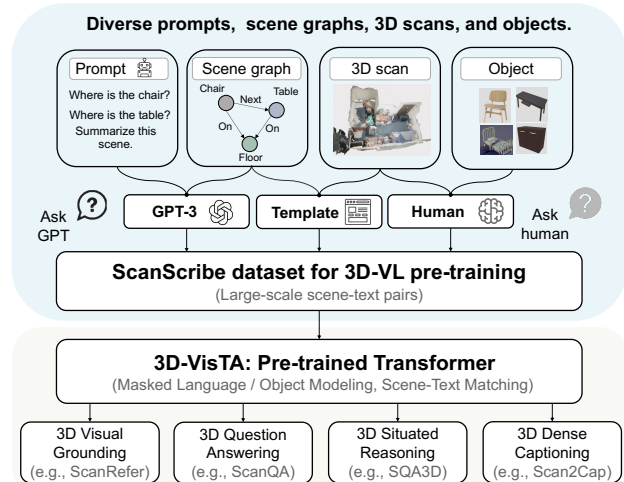 Diverse prompts, scene graphs, 3D scans, and objects.
Prompt
Where is the chair?
Where is the table?
Summarize this
scene.
Scene graph
Chair
Next
Table
On
On
Floor
3D scan
Object
Ask
GPT
?
GPT-3
Template
Human
Ask
human
?
ScanScribe dataset for 3D-VL pre-training
(Large-scale scene-text pairs)
3D-VisTA: Pre-trained Transformer
(Masked Language / Object Modeling, Scene-Text Matching)
3D Visual
Grounding
(e.g., ScanRefer)
3D Question
Answering
(e.g., ScanQA)
3D Situated
Reasoning
(e.g., SQA3D)
3D Dense
Captioning
(e.g., Scan2Cap)